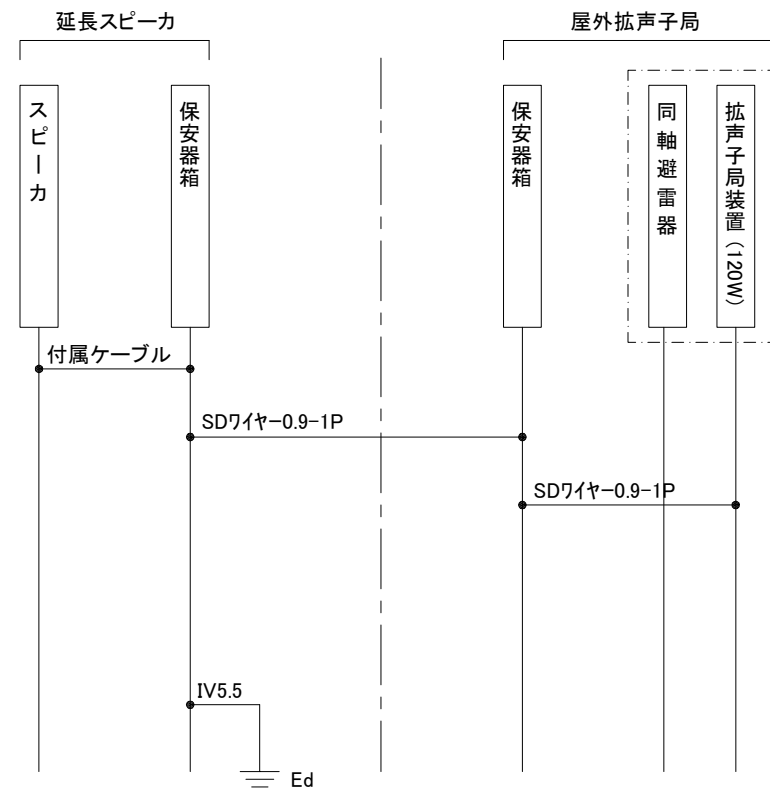 延長スピーカ
屋外拡声子局
スピーカ
保安器箱
保安器箱
同軸避雷器
拡声子局装置(120W)
付属ケーブル
SDワイヤー0.9-1P
SDワイヤー0.9-1P
IV5.5
Ed